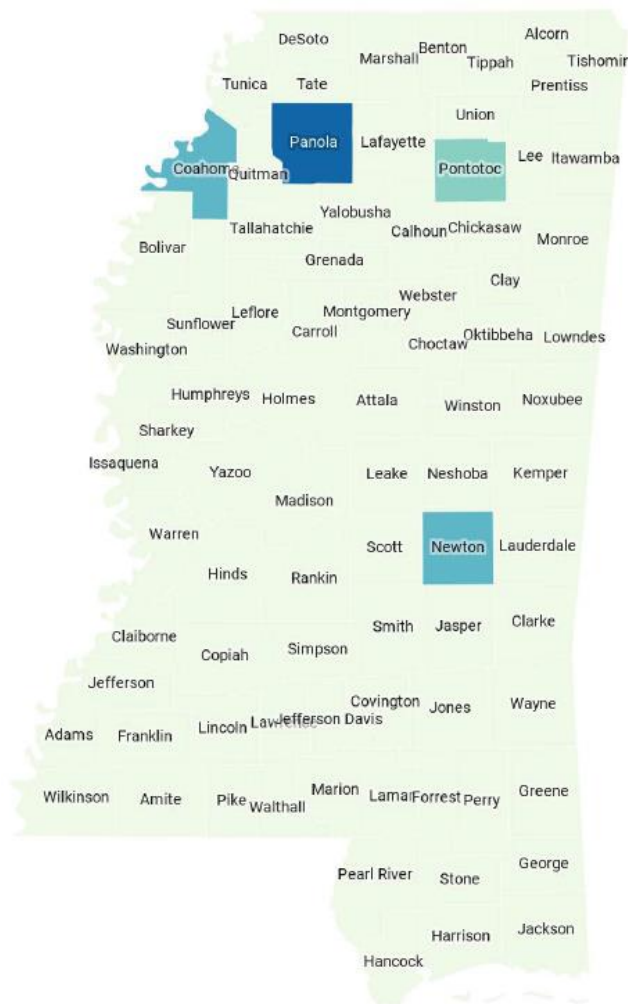 DeSoto
Alcorn
Marshall
Benton
Tippah
Tishomin
Tunica
Tate
Prentiss
Union
Panola
Lafayette
Lee
Itawamba
Coahoma
Quitman
Pontotoc
Yalobusha
Tallahatchie
Calhoun
Chickasaw
Monroe
Bolivar
Grenada
Clay
Webster
Sunflower
Leflore
Montgomery
Carroll
Choctaw
Oktibbeha
Lowndes
Washington
Humphreys
Holmes
Attala
Winston
Noxubee
Sharkey
Issaquena
Yazoo
Leake
Neshoba
Kemper
Madison
Warren
Scott
Newton
Lauderdale
Hinds
Rankin
Smith
Jasper
Clarke
Claiborne
Copiah
Simpson
Jefferson
Covington
Jones
Wayne
Adams
Franklin
Lincoln
Lawrence
Jefferson Davis
Wilkinson
Amite
Pike
Walthall
Marion
Lamar
Forrest
Perry
Greene
Pearl River
Stone
George
Harrison
Jackson
Hancock